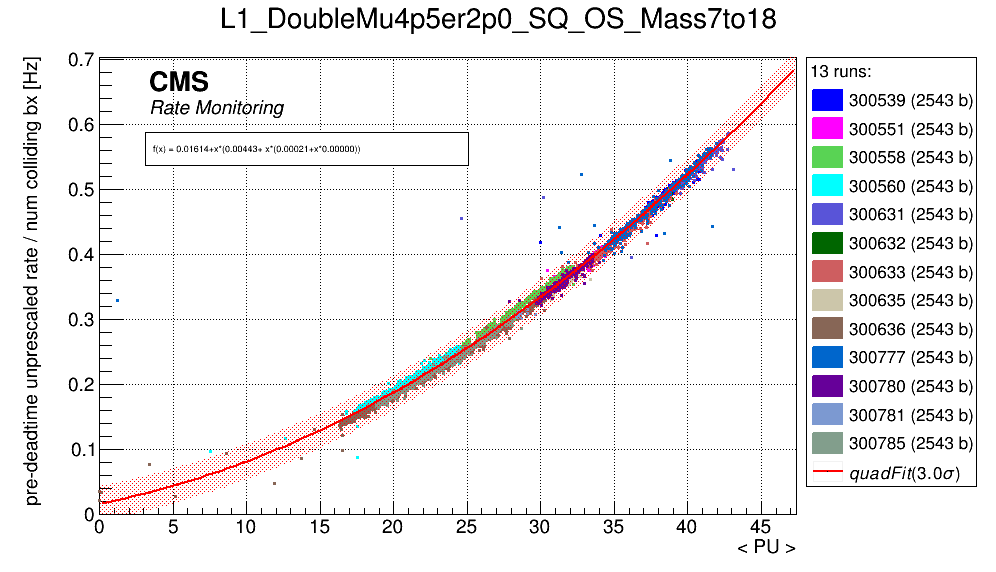 L1_DoubleMu4p5er2p0_SQ_OS_Mass7to18
pre-deadtime unprescaled rate / num colliding bx [Hz]
0.7
0.6
0.5
0.4
0.3
0.2
0.1
0
CMS
Rate Monitoring
f(x) = 0.01614+x*(0.00443+ x*(0.00021+x*0.00000))
0 5 10 15 20 25 30 35 40 45
< PU >
13 runs:
300539 (2543 b)
300551 (2543 b)
300558 (2543 b)
300560 (2543 b)
300631 (2543 b)
300632 (2543 b)
300633 (2543 b)
300635 (2543 b)
300636 (2543 b)
300777 (2543 b)
300780 (2543 b)
300781 (2543 b)
300785 (2543 b)
quadFit(3.0σ)